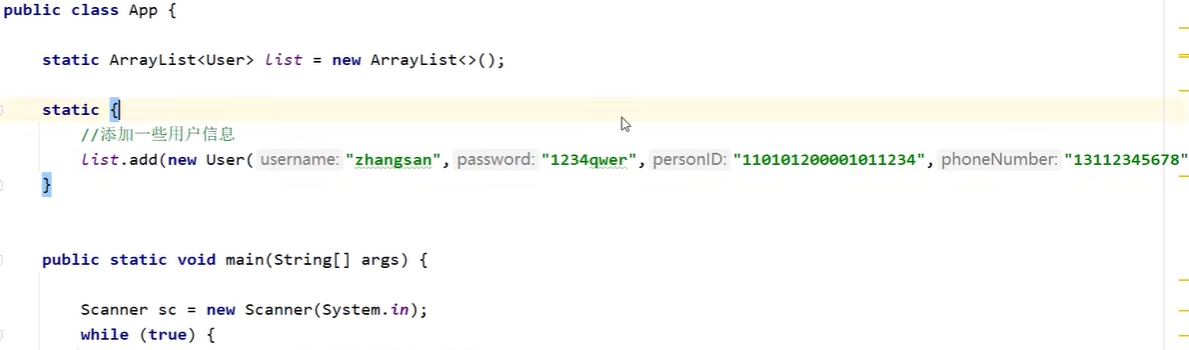 public class App {
static ArrayList<User> list = new ArrayList<>();
static {
//添加一些用户信息
list.add(new User( username: "zhangsan", password: "1234qwer", personID: "110101200001011234", phoneNumber: "13112345678"
}
public static void main(String[] args) {
Scanner sc = new Scanner(System.in);
while (true) {